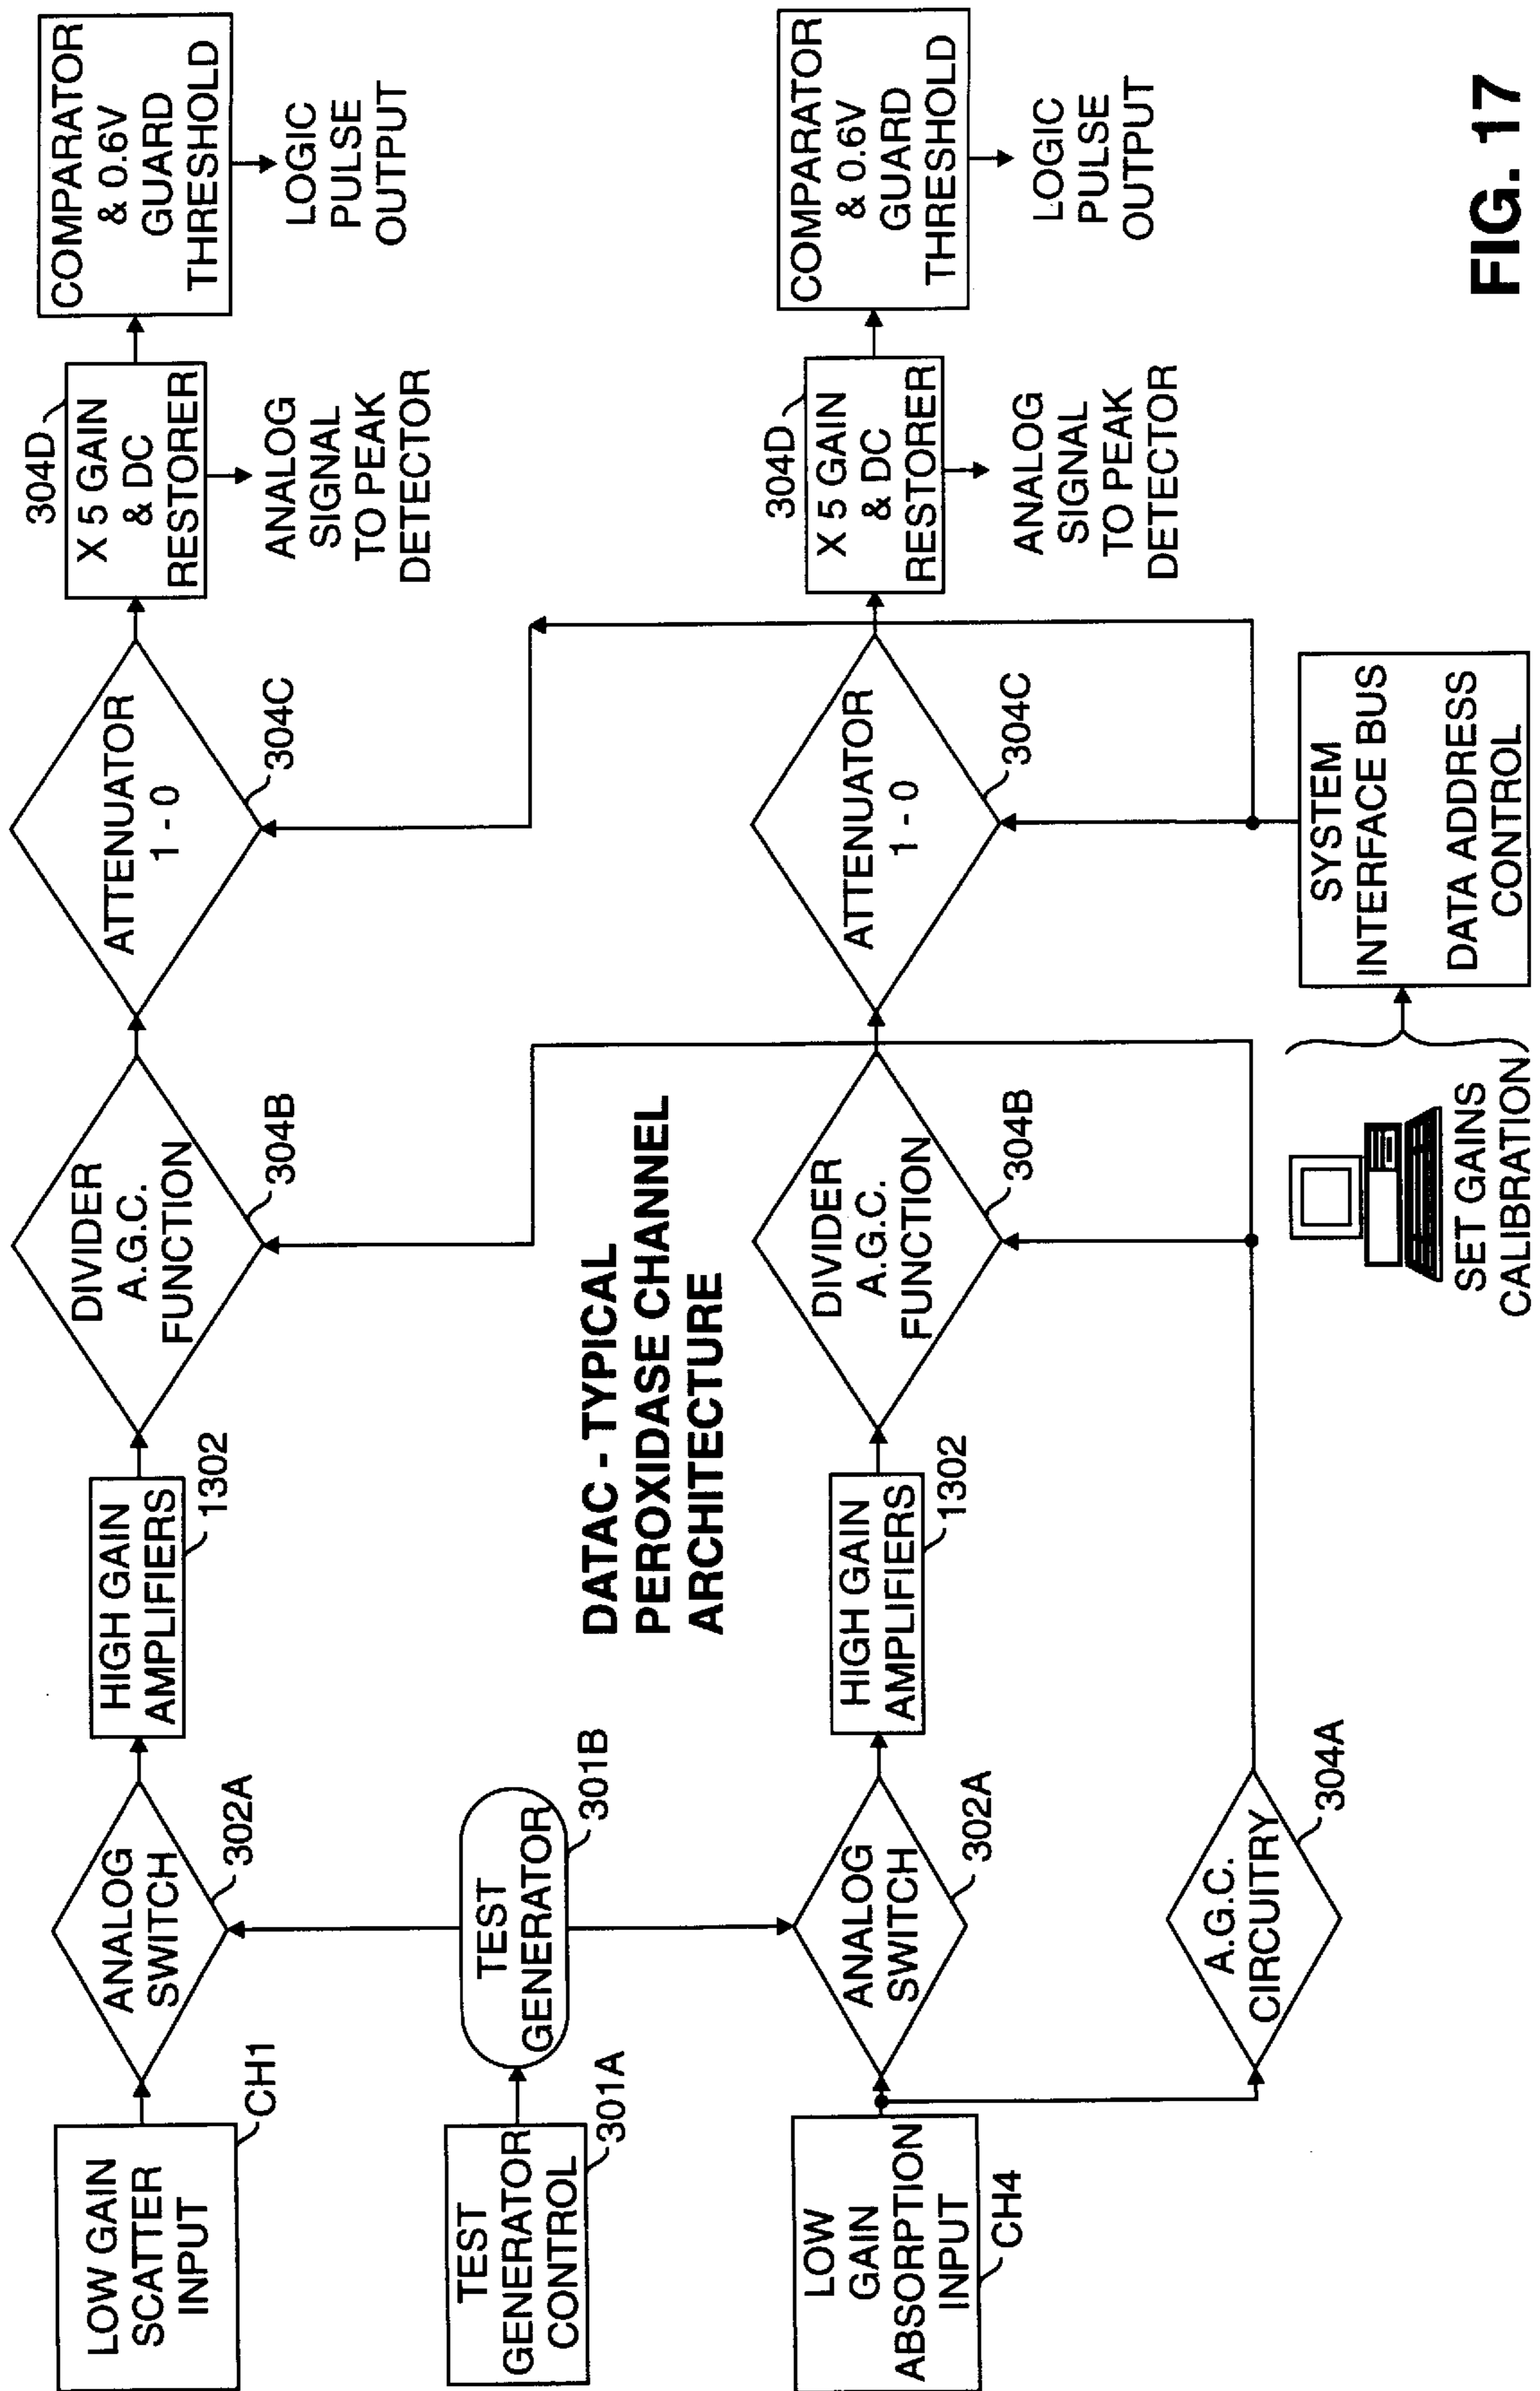 LOW GAIN
SCATTER
INPUT
CH1
ANALOG
SWITCH
302A
HIGH GAIN
AMPLIFIERS
1302
DIVIDER
A.G.C.
FUNCTION
304B
ATTENUATOR
1 - 0
304C
304D
X 5 GAIN
& DC
RESTORER
ANALOG
SIGNAL
TO PEAK
DETECTOR
COMPARATOR
& 0.6V
GUARD
THRESHOLD
LOGIC
PULSE
OUTPUT
TEST
GENERATOR
CONTROL
301A
TEST
GENERATOR
301B
DATAC - TYPICAL
PEROXIDASE CHANNEL
ARCHITECTURE
LOW
GAIN
ABSORPTION
INPUT
CH4
ANALOG
SWITCH
302A
HIGH GAIN
AMPLIFIERS
1302
DIVIDER
A.G.C.
FUNCTION
304B
ATTENUATOR
1 - 0
304C
304D
X 5 GAIN
& DC
RESTORER
ANALOG
SIGNAL
TO PEAK
DETECTOR
COMPARATOR
& 0.6V
GUARD
THRESHOLD
LOGIC
PULSE
OUTPUT
A.G.C.
CIRCUITRY
304A
SET GAINS
CALIBRATION
SYSTEM
INTERFACE BUS
DATA ADDRESS
CONTROL
FIG. 17